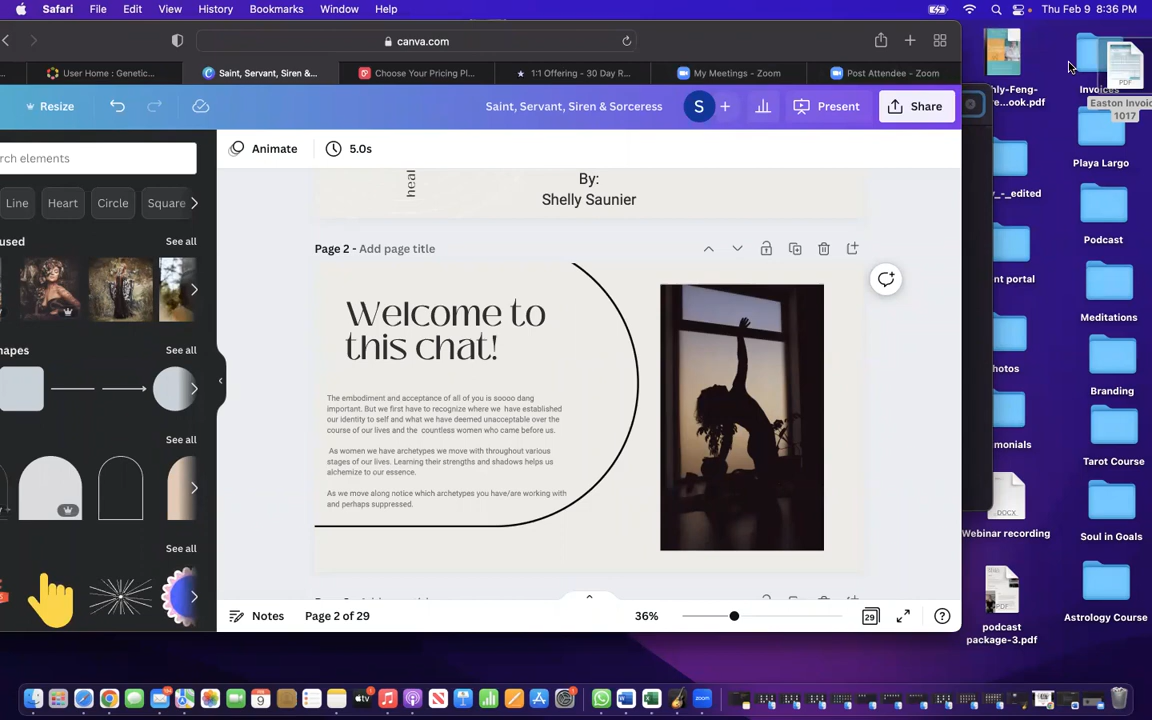 Safari File Edit View History Bookmarks Window Help Thu Feb 9 8:36 PM
canva.com
User Home : Genetic... Saint, Servant, Siren &... Choose Your Pricing Pl... 1:1 Offering - 30 Day R... My Meetings - Zoom Post Attendee - Zoom
Resize Saint, Servant, Siren & Sorceress S Present Share
Animate 5.0s
rch elements
Line Heart Circle Square
used See all
hapes See all
See all
See all
heal
By:
Shelly Saunier
Page 2 - Add page title
Welcome to
this chat!
The embodiment and acceptance of all of you is soooo dang
important. But we first have to recognize where we have established
our identity to self and what we have deemed unacceptable over the
course of our lives and the countless women who came before us.
As women we have archetypes we move with throughout various
stages of our lives. Learning their strengths and shadows helps us
alchemize to our essence.
As we move along notice which archetypes you have/are working with
and perhaps suppressed.
Notes Page 2 of 29 36% 29
hly-Feng-
e...ook.pdf
y_-_edited
nt portal
hotos
monials
DOCX
Webinar recording
PDF
podcast
package-3.pdf
PDF
Easton Invoic
1017
Playa Largo
Podcast
Meditations
Branding
Tarot Course
Soul in Goals
Astrology Course